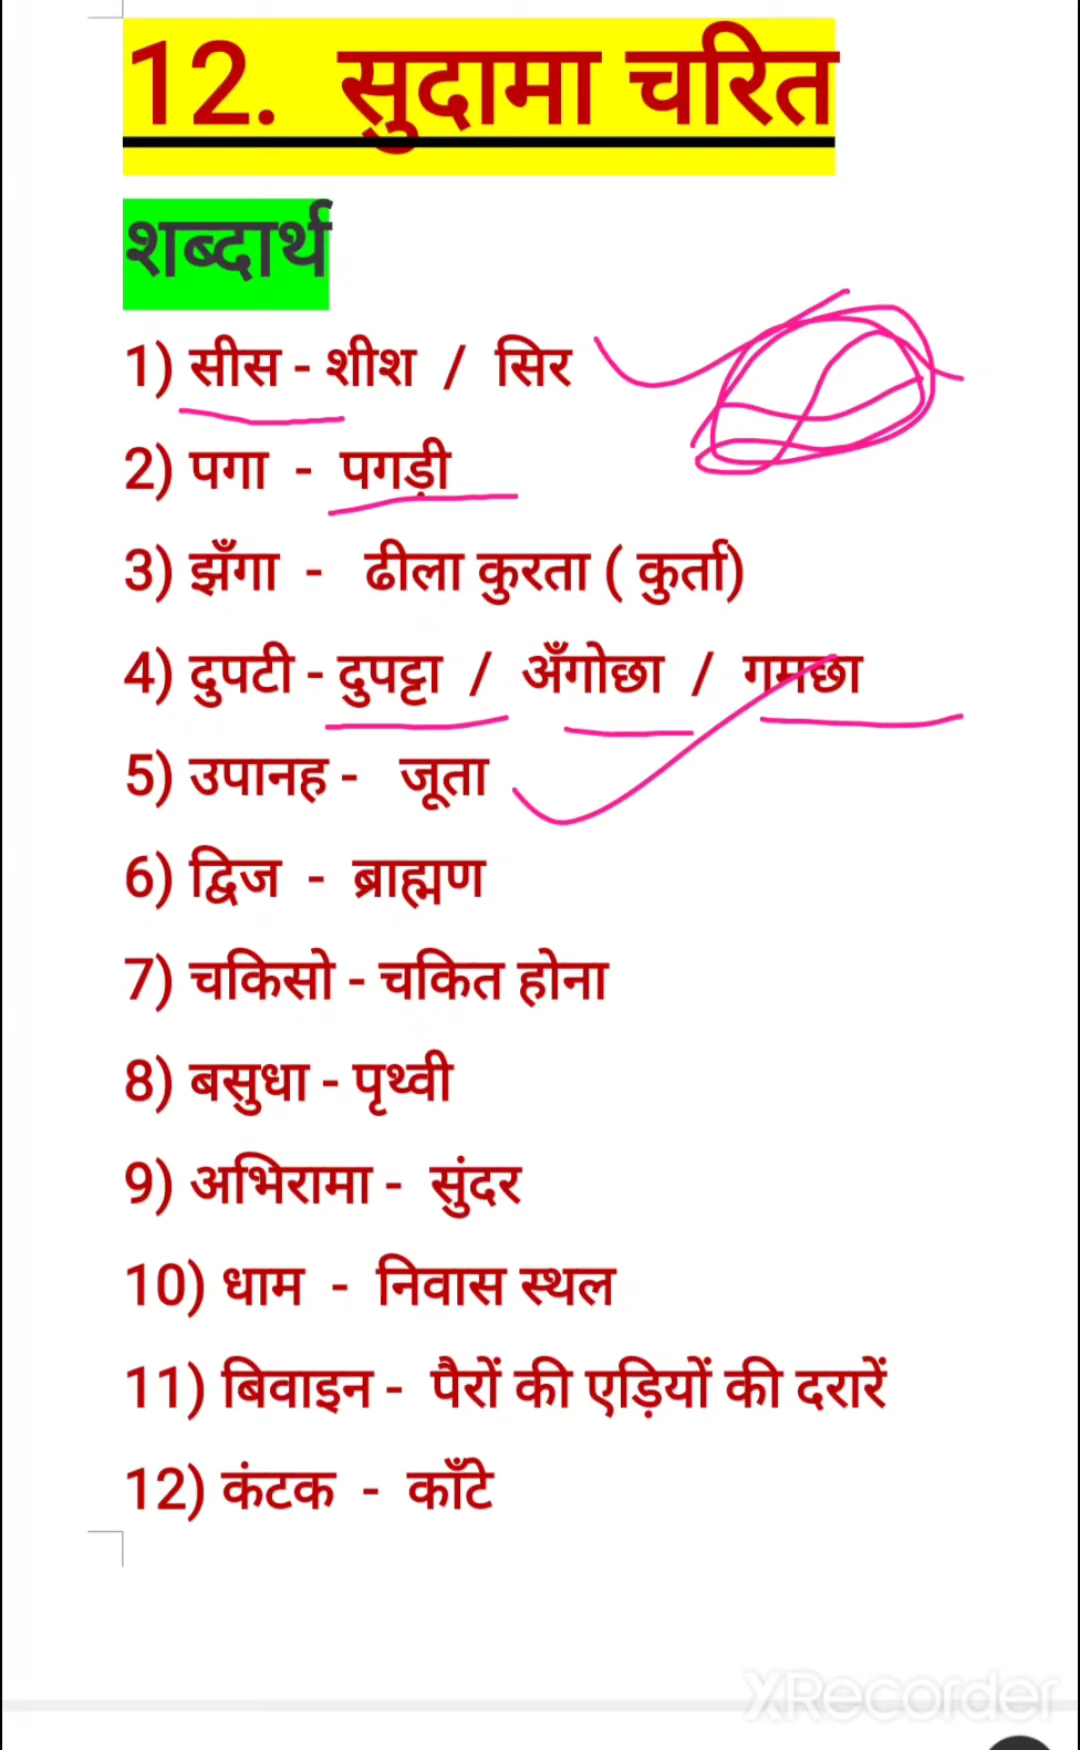 12. सुदामा चरित
शब्दार्थ
1) सीस - शीश / सिर
2) पगा - पगड़ी
3) झँगा - ढीला कुरता ( कुर्ता)
4) दुपटी - दुपट्टा / अँगोछा / गमछा
5) उपानह - जूता
6) द्विज - ब्राह्मण
7) चकिसो - चकित होना
8) बसुधा - पृथ्वी
9) अभिरामा - सुंदर
10) धाम - निवास स्थल
11) बिवाइन - पैरों की एड़ियों की दरारें
12) कंटक - काँटे
XRecorder